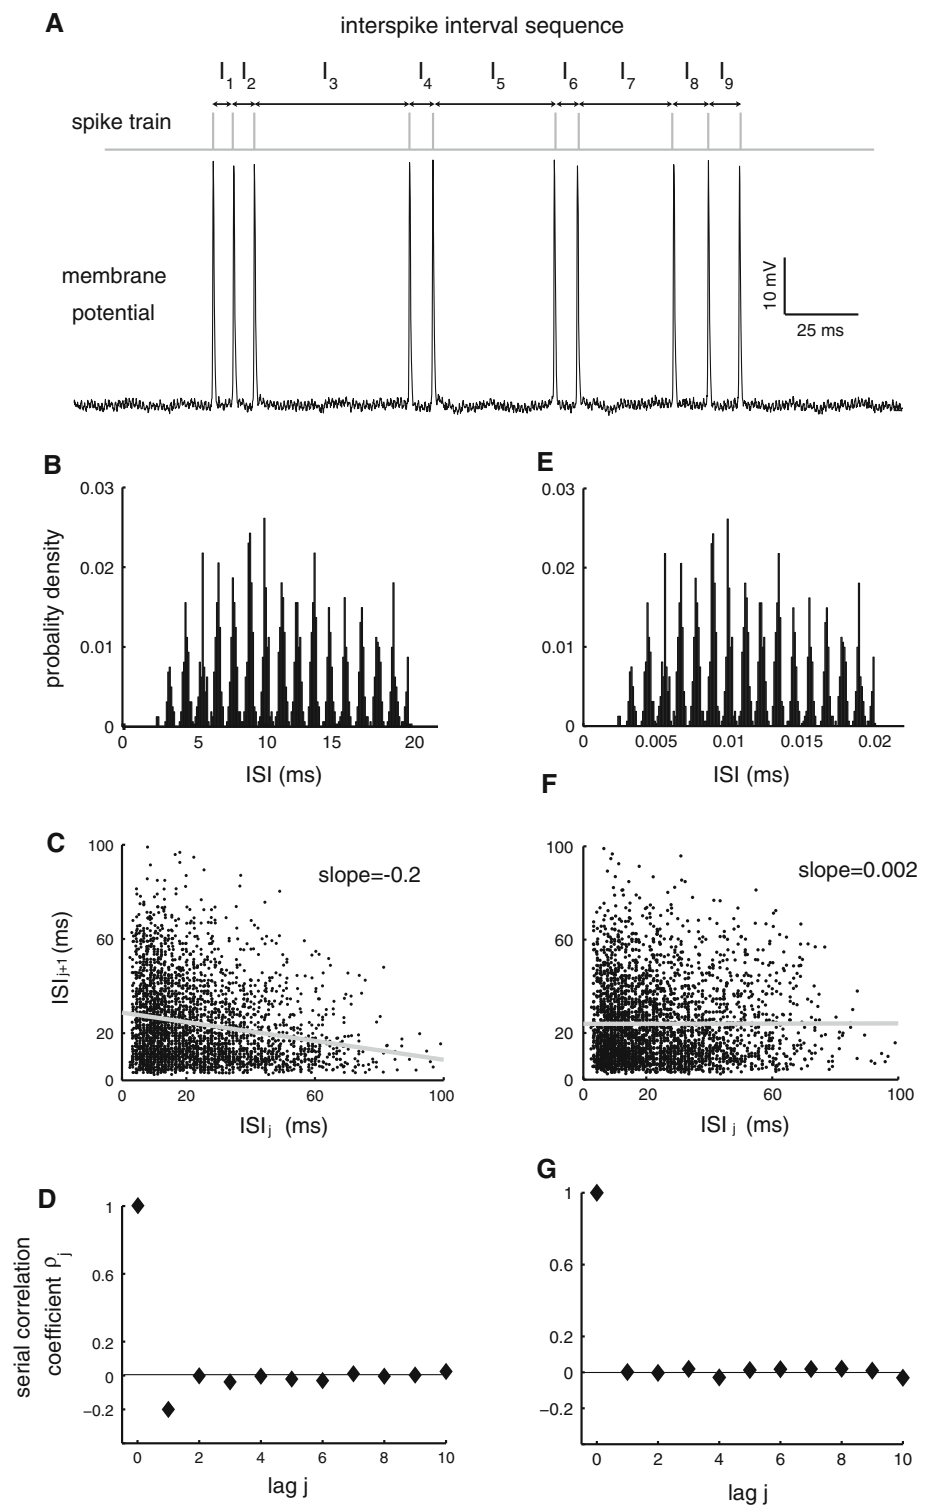 A
interspike interval sequence
I1 I2 I3 I4 I5 I6 I7 I8 I9
spike train
membrane
potential
10 mV
25 ms
B
0.03
0.02
0.01
0
probality density
0 5 10 15 20
ISI (ms)
E
0.03
0.02
0.01
0
0 0.005 0.01 0.015 0.02
ISI (ms)
C
100
60
20
0
ISI j+1 (ms)
slope=-0.2
0 20 60 100
ISI j (ms)
F
100
60
20
0
slope=0.002
0 20 60 100
ISI j (ms)
D
1
0.6
0.2
0
−0.2
serial correlation
coefficient ρj
0 2 4 6 8 10
lag j
G
1
0.6
0.2
0
−0.2
0 2 4 6 8 10
lag j